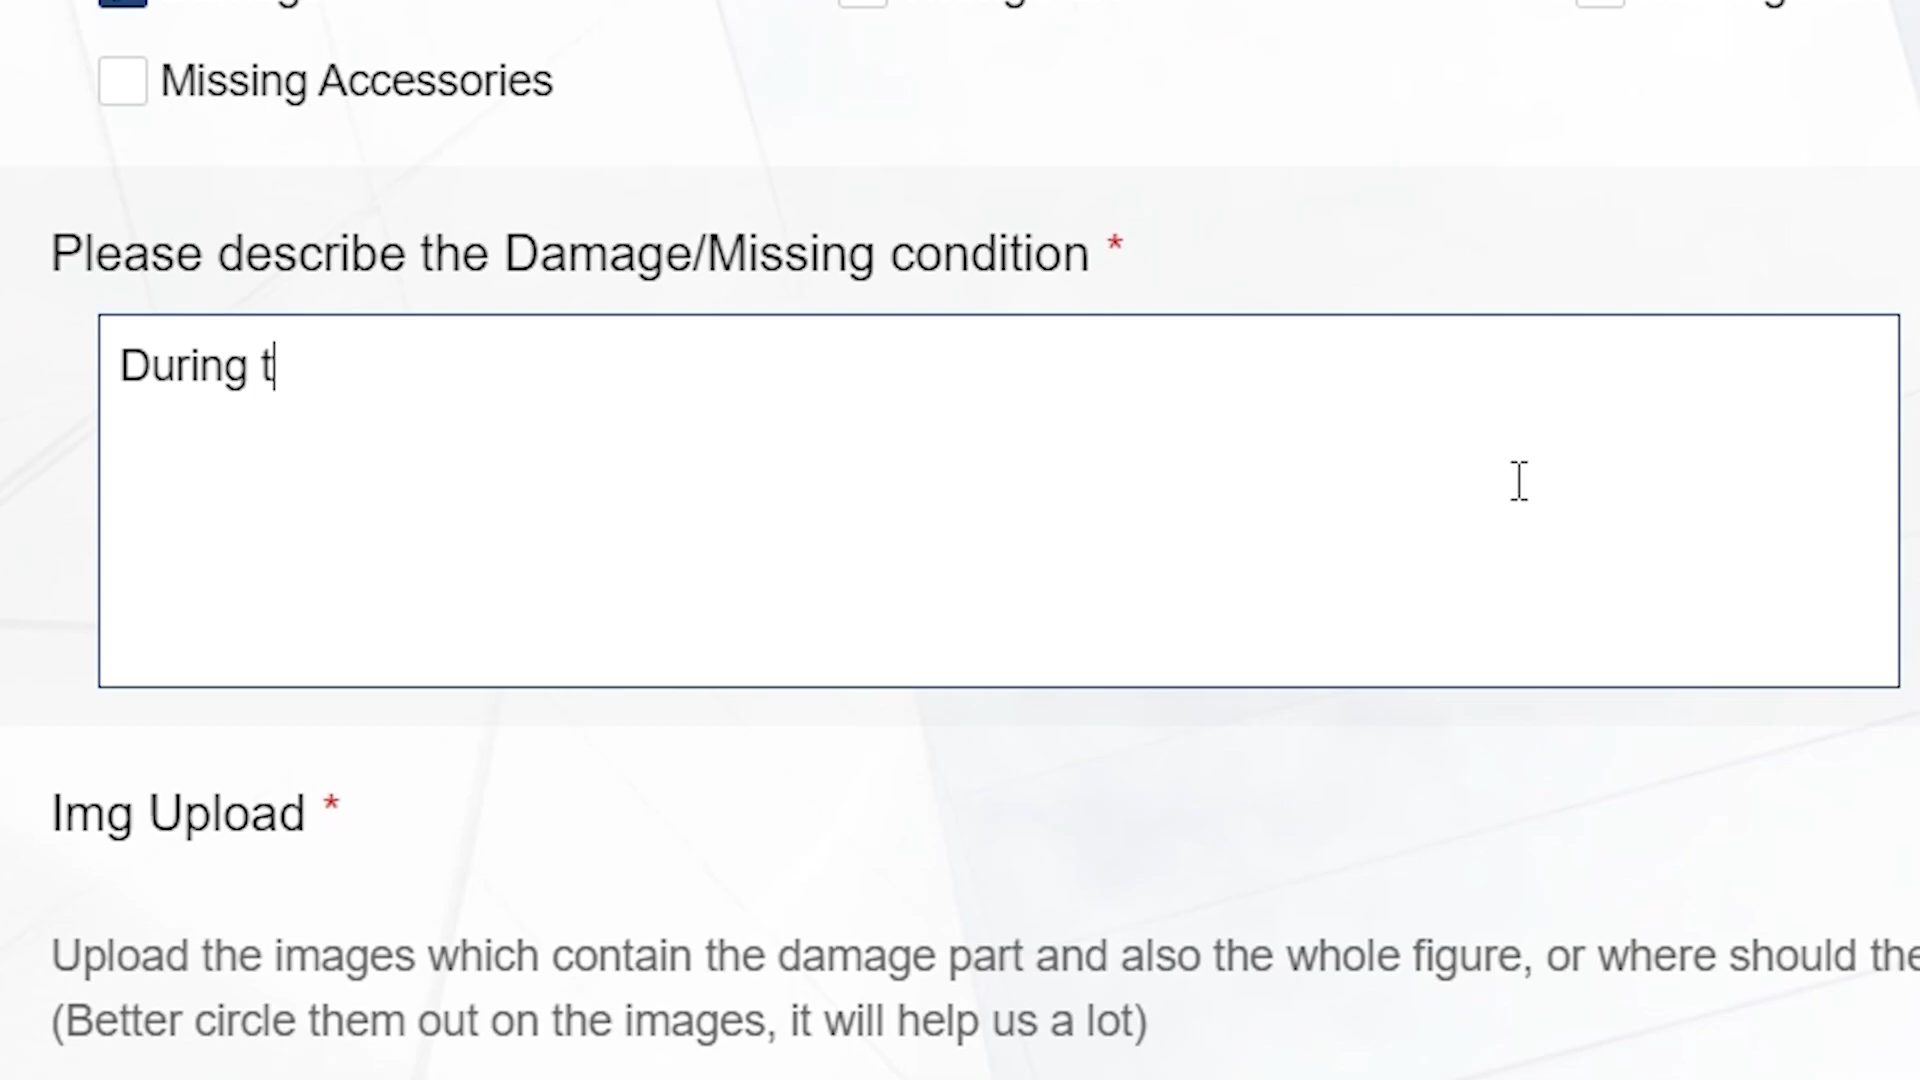 Missing Accessories
Please describe the Damage/Missing condition *
During t
Img Upload *
Upload the images which contain the damage part and also the whole figure, or where should the
(Better circle them out on the images, it will help us a lot)